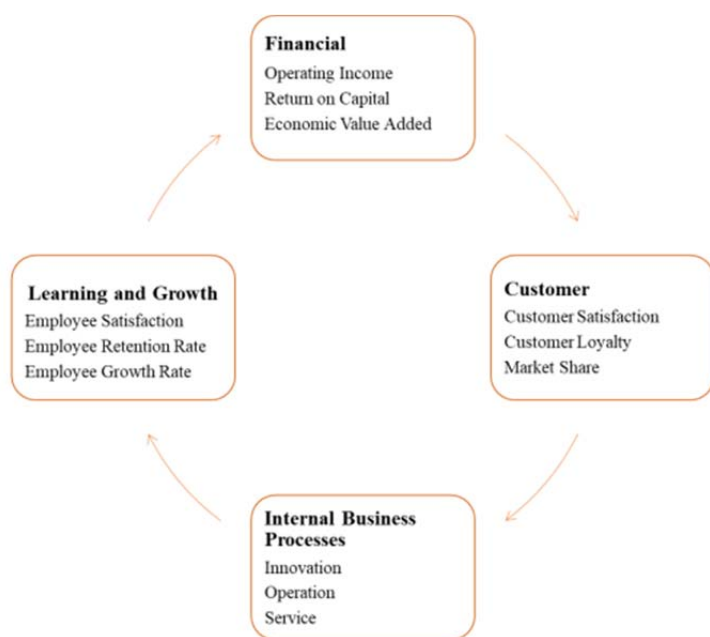 Financial
Operating Income
Return on Capital
Economic Value Added
Learning and Growth
Employee Satisfaction
Employee Retention Rate
Employee Growth Rate
Customer
Customer Satisfaction
Customer Loyalty
Market Share
Internal Business
Processes
Innovation
Operation
Service